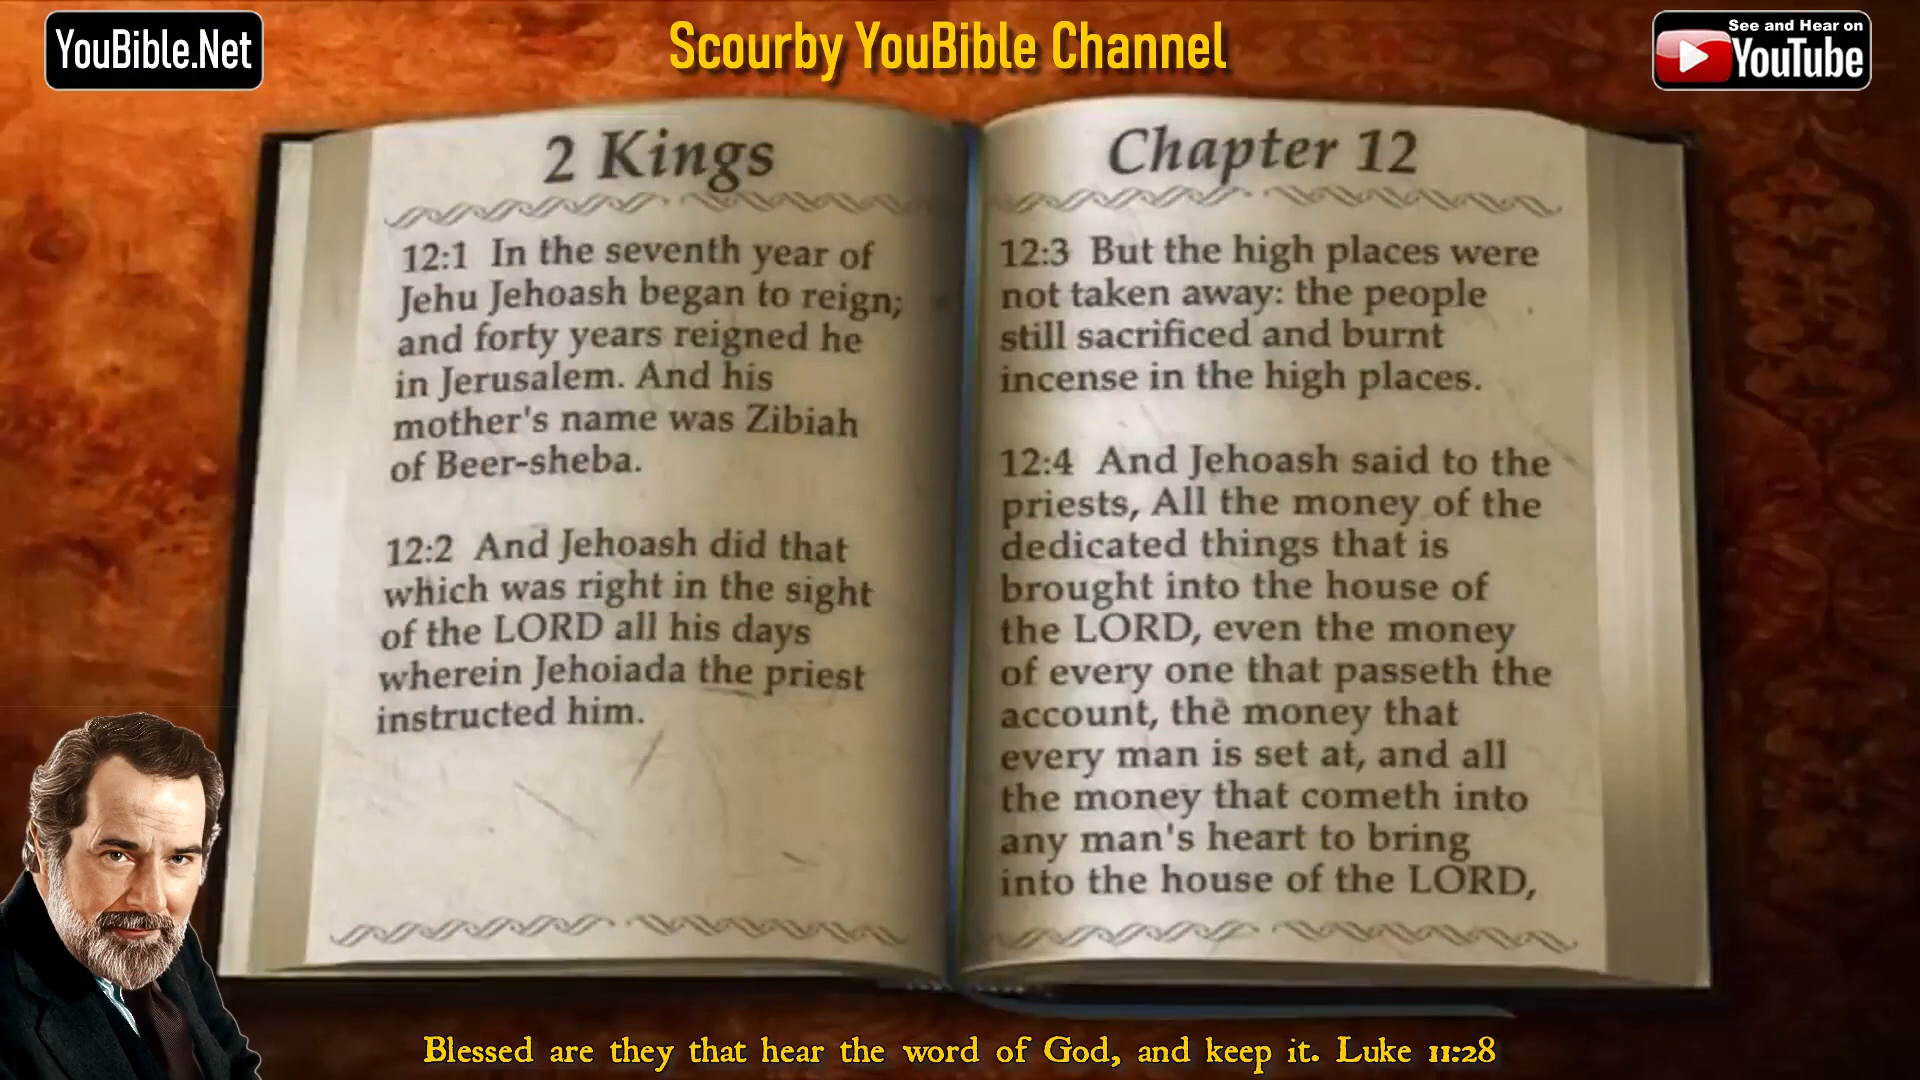 YouBible.Net
Scourby YouBible Channel
See and Hear on
YouTube
2 Kings
12:1 In the seventh year of
Jehu Jehoash began to reign;
and forty years reigned he
in Jerusalem. And his
mother's name was Zibiah
of Beer-sheba.
12:2 And Jehoash did that
which was right in the sight
of the LORD all his days
wherein Jehoiada the priest
instructed him.
Chapter 12
12:3 But the high places were
not taken away: the people
still sacrificed and burnt
incense in the high places.
12:4 And Jehoash said to the
priests, All the money of the
dedicated things that is
brought into the house of
the LORD, even the money
of every one that passeth the
account, the money that
every man is set at, and all
the money that cometh into
any man's heart to bring
into the house of the LORD,
Blessed are they that hear the word of God, and keep it. Luke 11:28